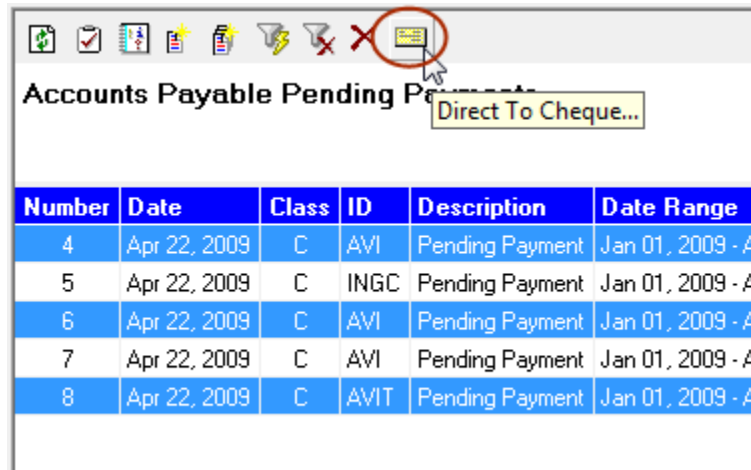 Accounts Payable Pending
Direct To Cheque...
Number Date Class ID Description Date Range
4 Apr 22, 2009 C AVI Pending Payment Jan 01, 2009 - A
5 Apr 22, 2009 C INGC Pending Payment Jan 01, 2009 - A
6 Apr 22, 2009 C AVI Pending Payment Jan 01, 2009 - A
7 Apr 22, 2009 C AVI Pending Payment Jan 01, 2009 - A
8 Apr 22, 2009 C AVIT Pending Payment Jan 01, 2009 - A